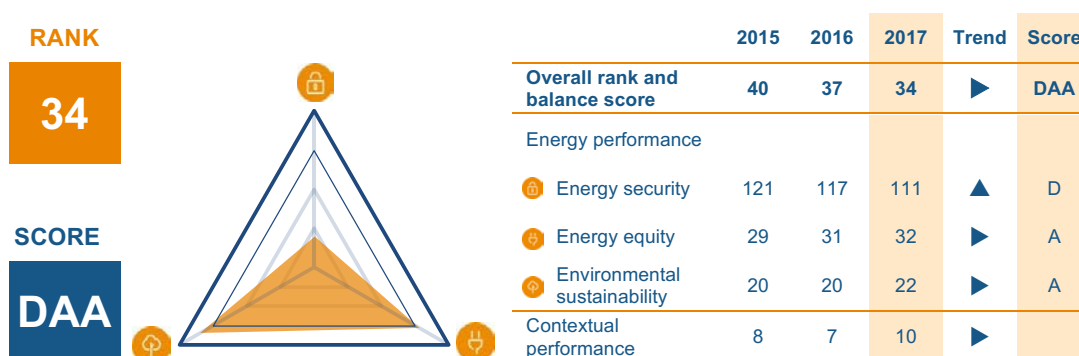 RANK
34
SCORE
DAA
2015 2016 2017 Trend Score
Overall rank and
balance score 40 37 34 DAA
Energy performance
Energy security 121 117 111 D
Energy equity 29 31 32 A
Environmental
sustainability 20 20 22 A
Contextual
performance 8 7 10